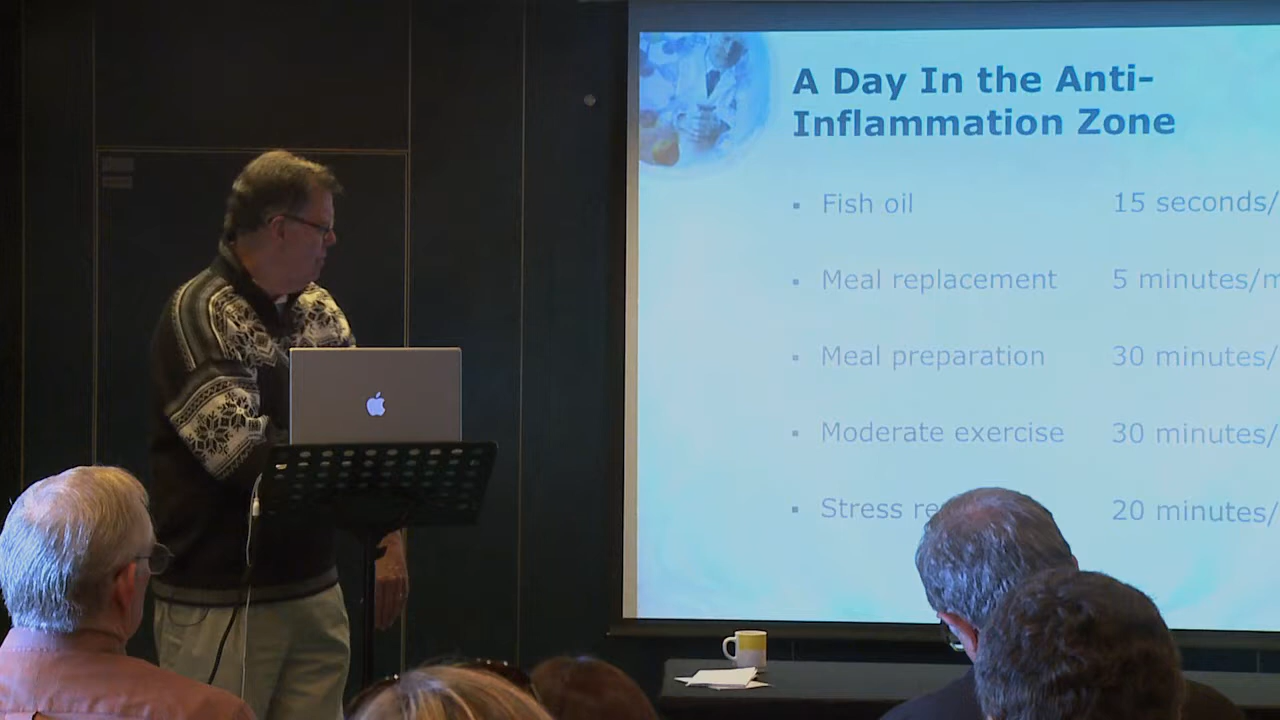 A Day In the Anti-
Inflammation Zone
▪ Fish oil 15 seconds/
▪ Meal replacement 5 minutes/m
▪ Meal preparation 30 minutes/
▪ Moderate exercise 30 minutes/
▪ Stress re 20 minutes/